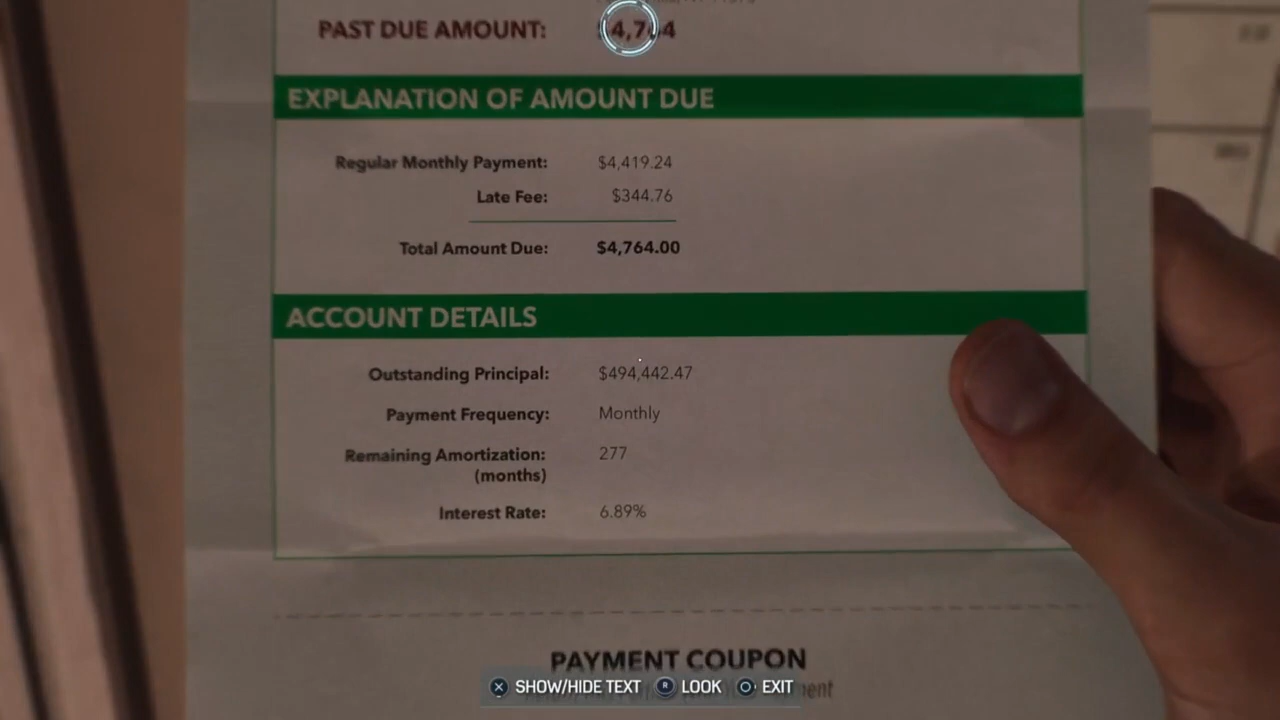 PAST DUE AMOUNT:
EXPLANATION OF AMOUNT DUE
Regular Monthly Payment: $4,419.24
Late Fee: $344.76
Total Amount Due: $4,764.00
ACCOUNT DETAILS
Outstanding Principal: $494,442.47
Payment Frequency: Monthly
Remaining Amortization: 277
(months)
Interest Rate: 6.89%
PAYMENT COUPON
SHOW/HIDE TEXT R LOOK EXIT